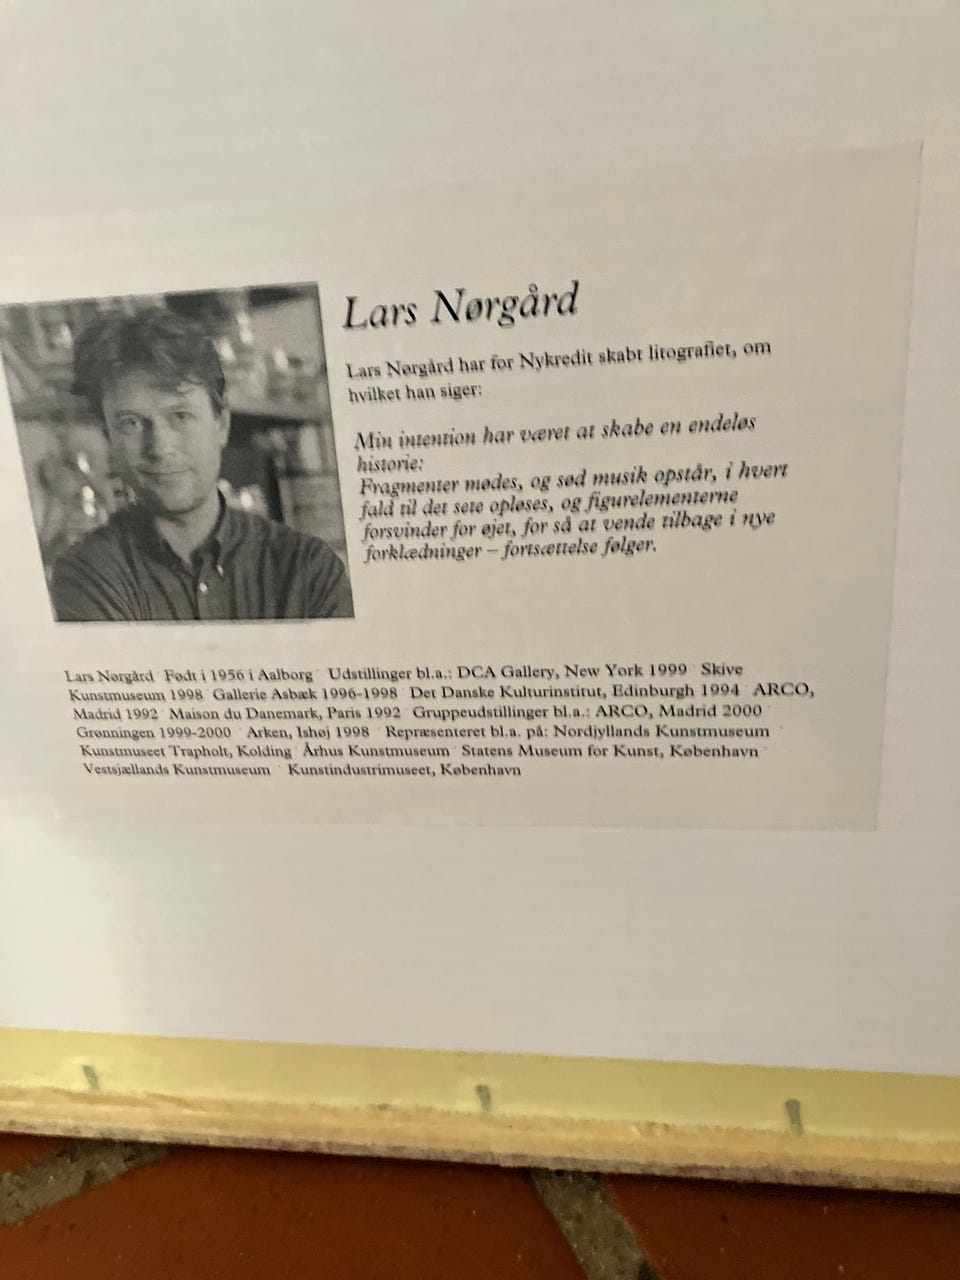 Lars Nørgård
Lars Nørgård har for Nykredit skabt litografiet, om
hvilket han siger:
Min intention har været at skabe en endeløs
historie:
Fragmenter mødes, og sød musik opstår, i hvert
fald til det sete opløses, og figurelementerne
forsvinder for øjet, for så at vende tilbage i nye
forklædninger – fortsættelse følger.
Lars Nørgård · Født i 1956 i Aalborg · Udstillinger bl.a.: DCA Gallery, New York 1999 · Skive
Kunstmuseum 1998 · Gallerie Asbæk 1996-1998 · Det Danske Kulturinstitut, Edinburgh 1994 · ARCO,
Madrid 1992 · Maison du Danemark, Paris 1992 · Gruppeudstillinger bl.a.: ARCO, Madrid 2000 ·
Grønningen 1999-2000 · Arken, Ishøj 1998 · Repræsenteret bl.a. på: Nordjyllands Kunstmuseum ·
Kunstmuseet Trapholt, Kolding · Århus Kunstmuseum · Statens Museum for Kunst, København ·
Vestsjællands Kunstmuseum · Kunstindustrimuseet, København